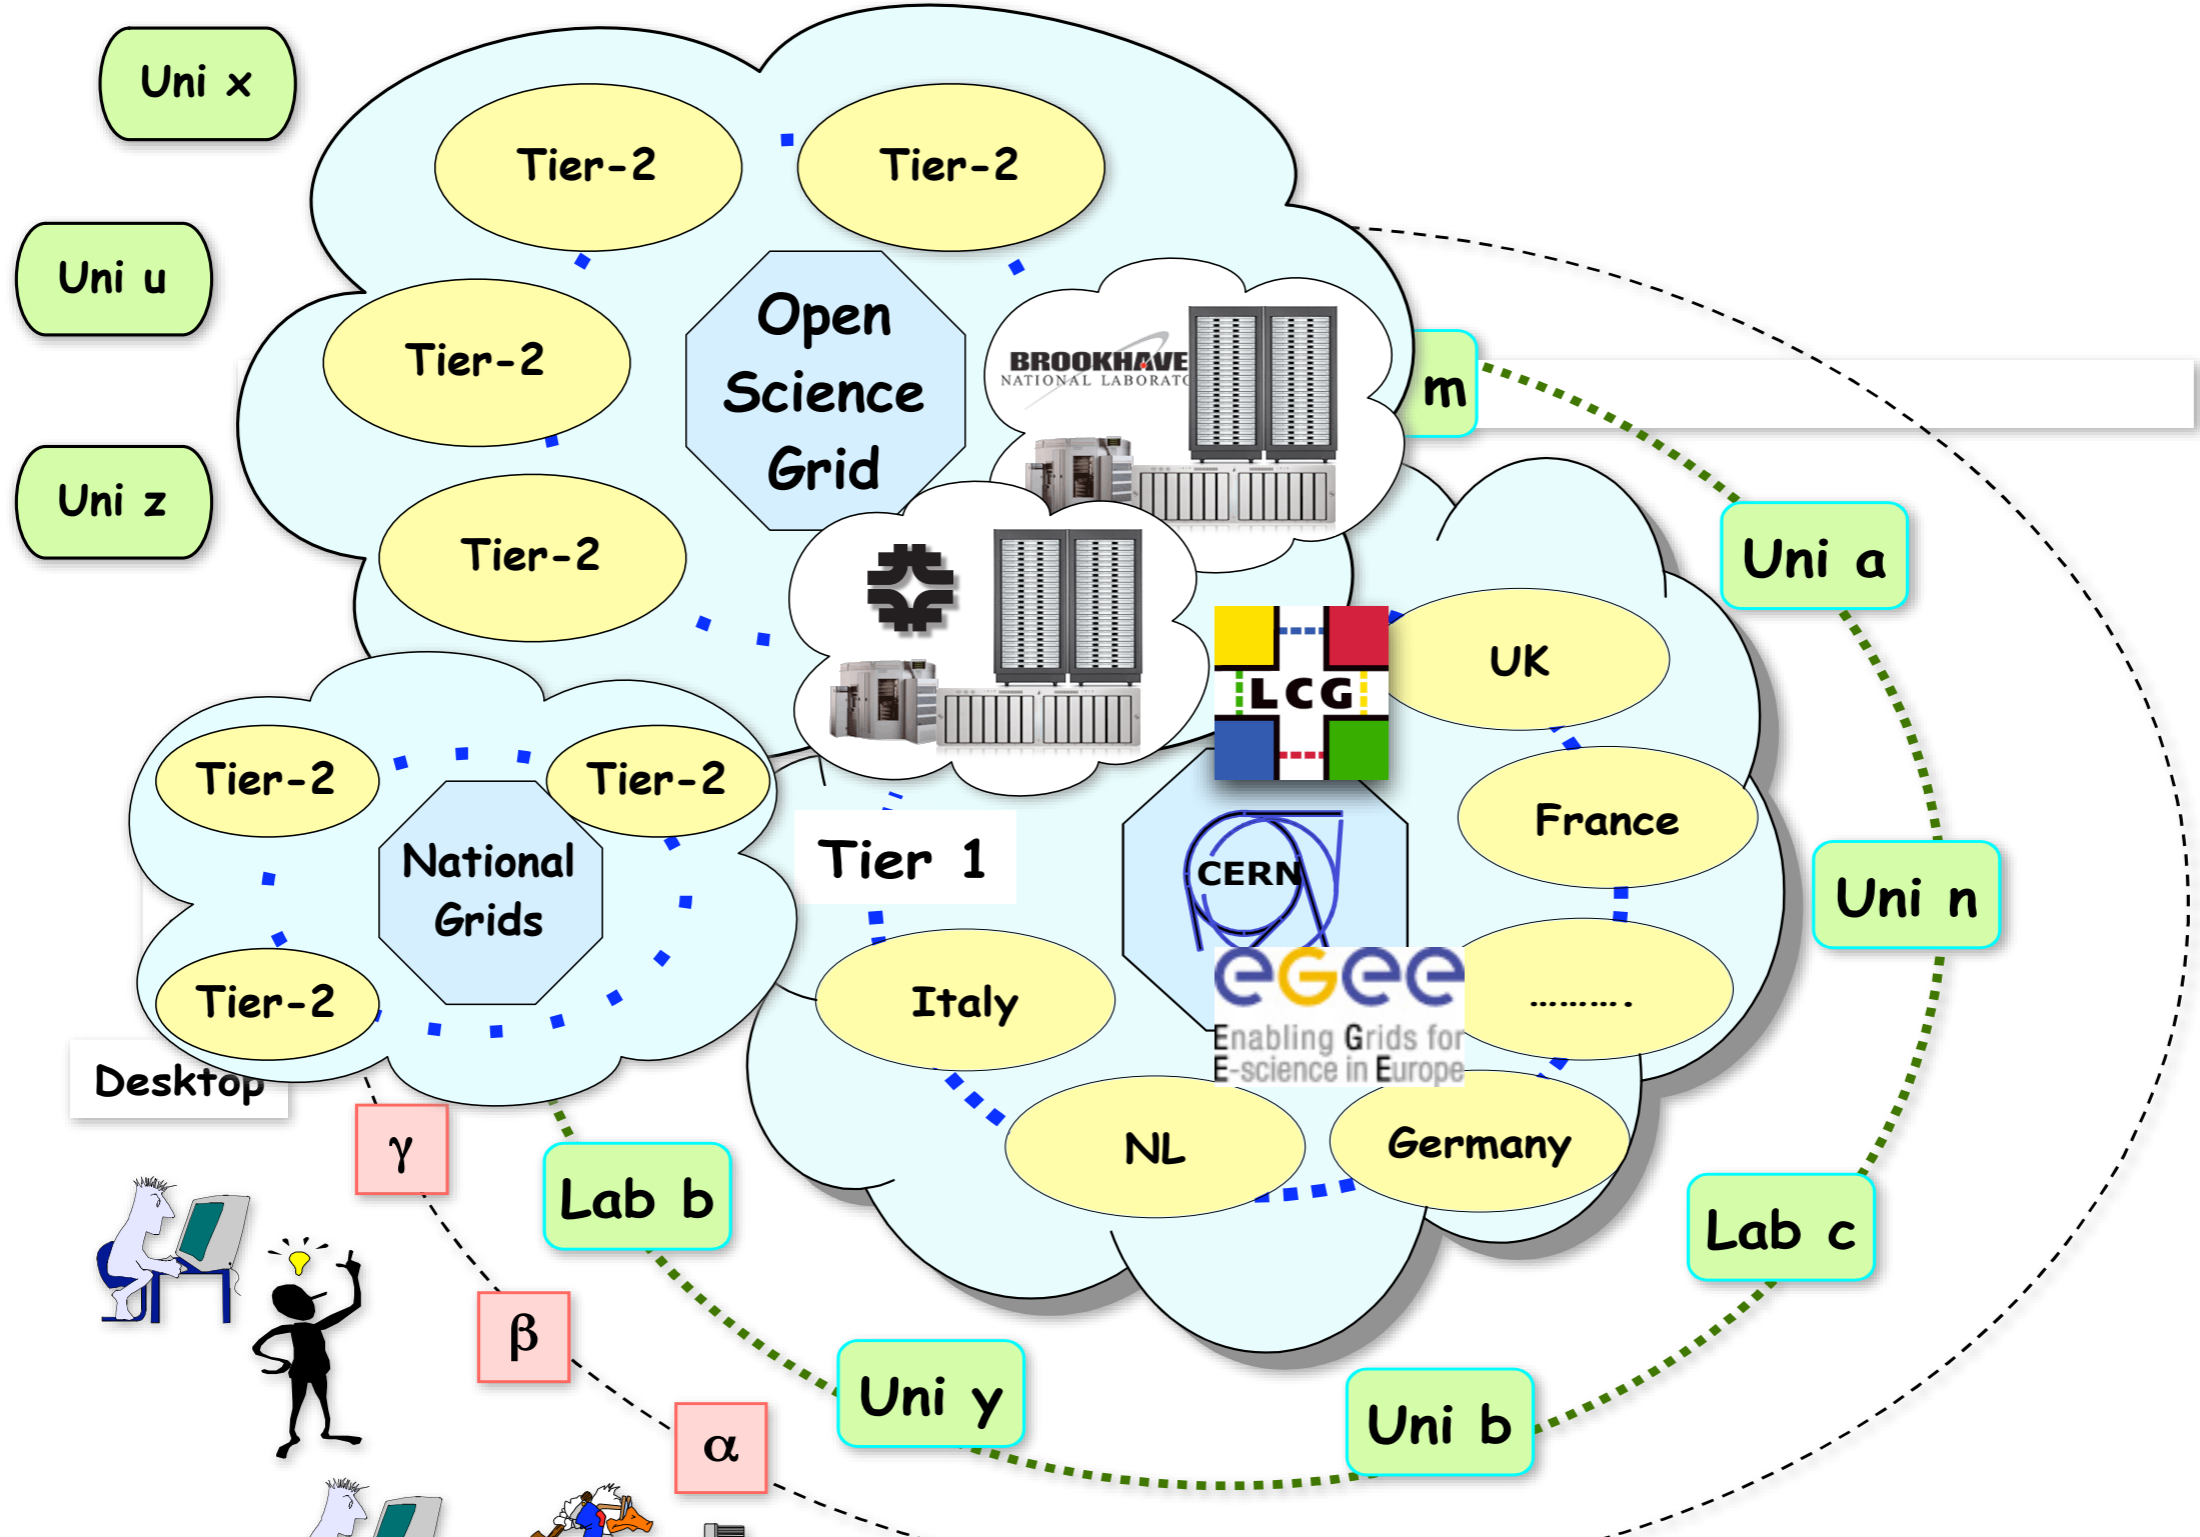 Uni x
Tier-2
Tier-2
Uni u
Open
Science
Grid
Tier-2
BROOKHAVE
NATIONAL LABORATO
m
Uni z
Tier-2
Uni a
LCG
UK
Tier-2
Tier-2
National
Grids
Tier 1
CERN
France
Uni n
Tier-2
Italy
eGee
Enabling Grids for
E-science in Europe
..........
Desktop
γ
NL
Germany
Lab b
Lab c
β
Uni y
Uni b
α